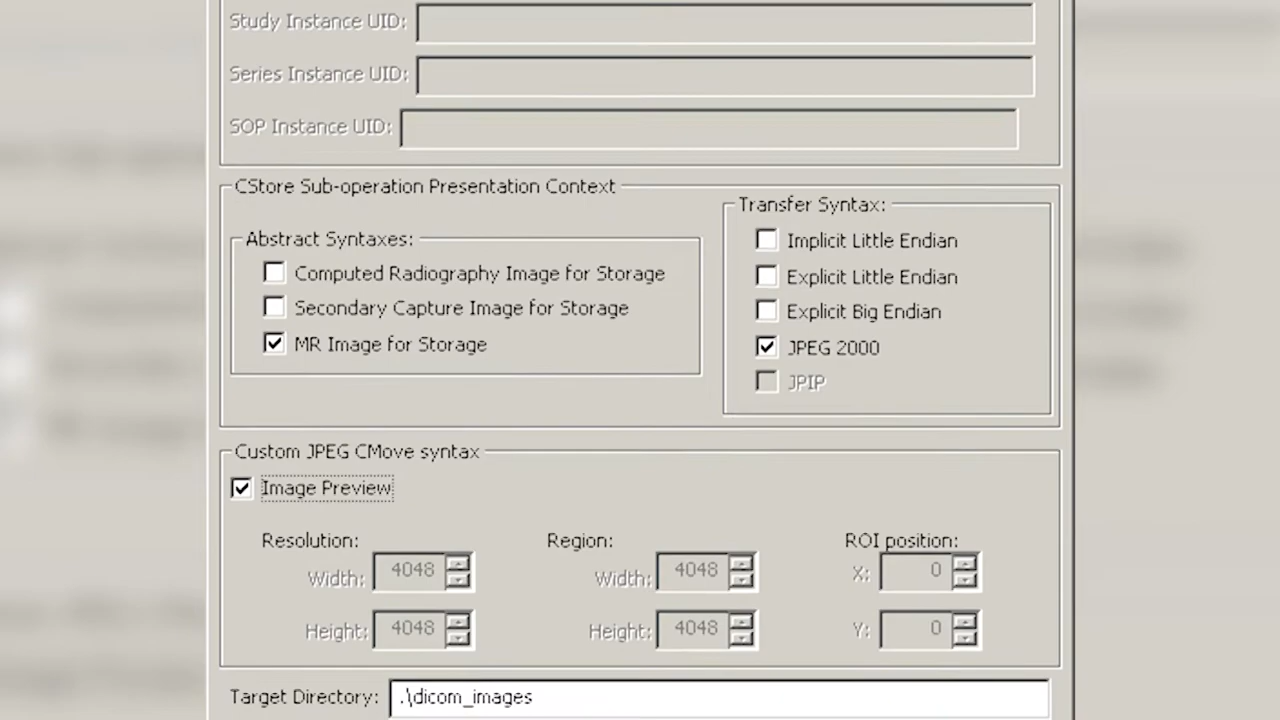 Study Instance UID:
Series Instance UID:
SOP Instance UID:
CStore Sub-operation Presentation Context
Abstract Syntaxes:
Computed Radiography Image for Storage
Secondary Capture Image for Storage
MR Image for Storage
Transfer Syntax:
Implicit Little Endian
Explicit Little Endian
Explicit Big Endian
JPEG 2000
JPIP
Custom JPEG CMove syntax
Image Preview
Resolution:
Width: 4048
Height: 4048
Region:
Width: 4048
Height: 4048
ROI position:
X: 0
Y: 0
Target Directory: .\dicom_images